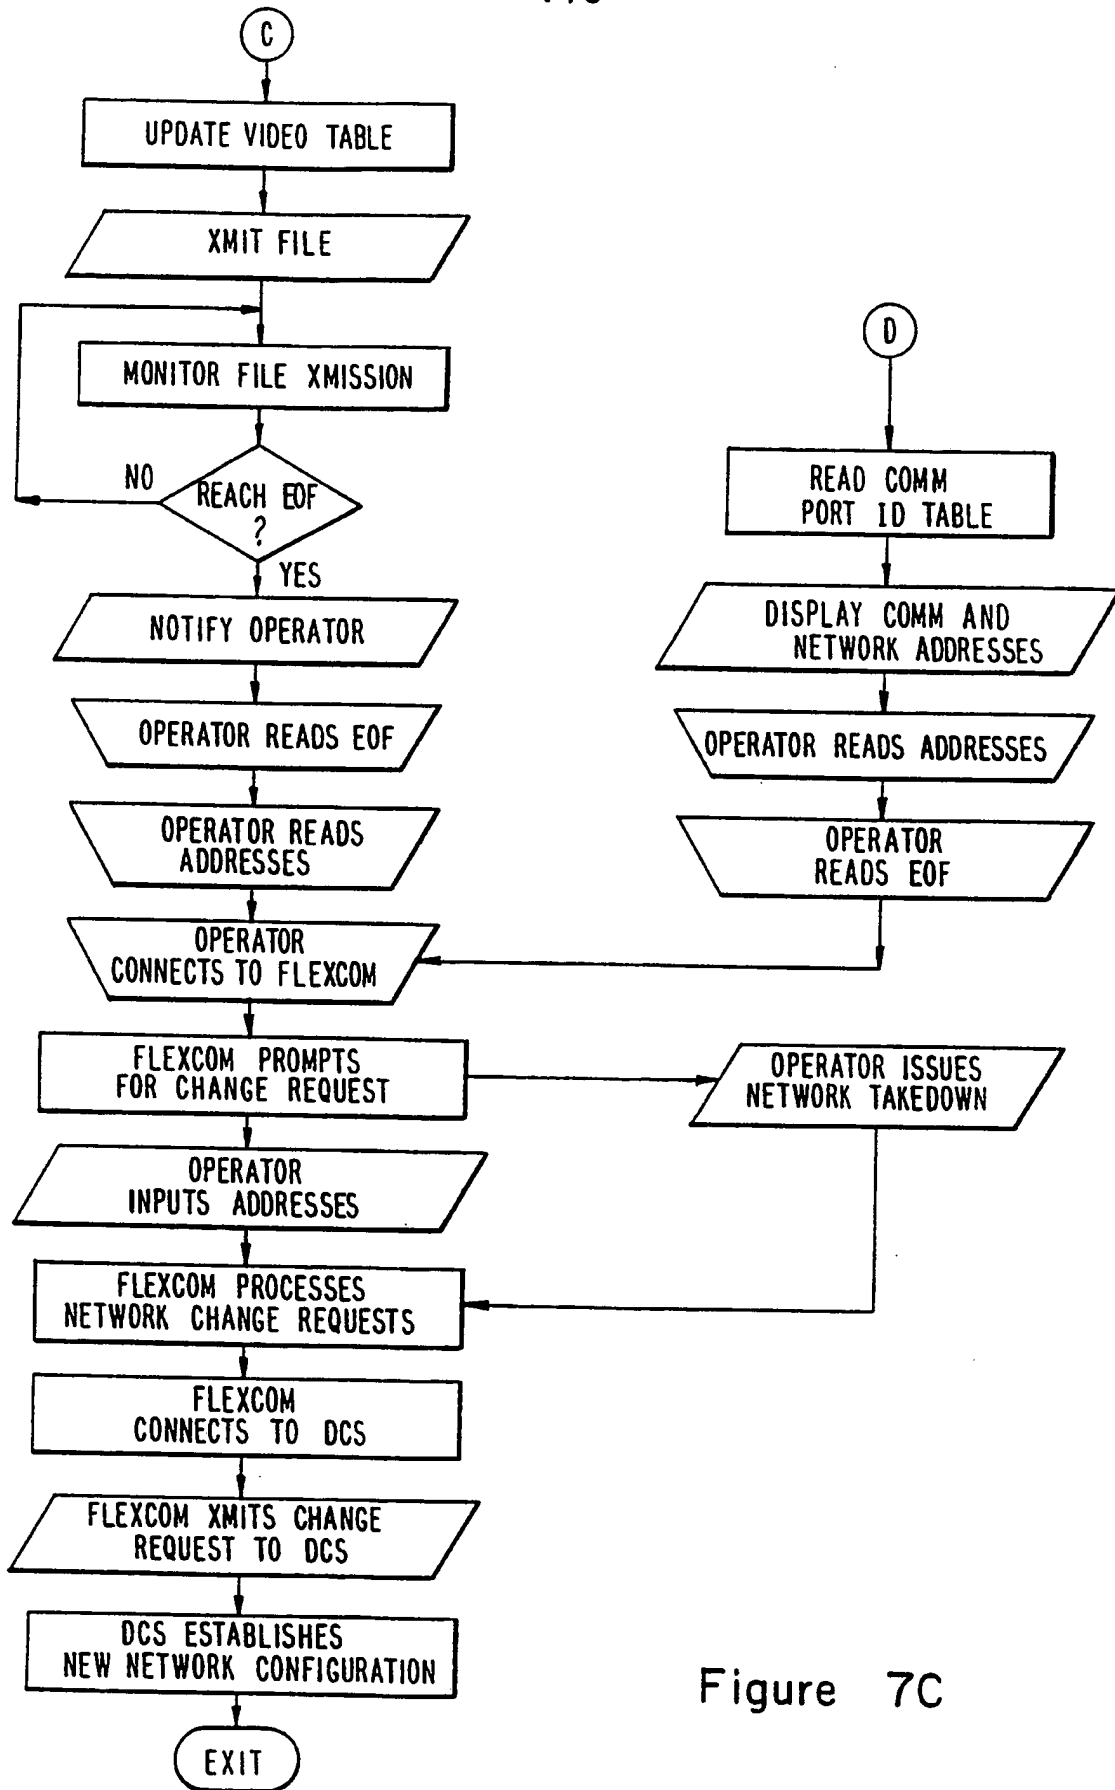 C
UPDATE VIDEO TABLE
XMIT FILE
MONITOR FILE XMISSION
NO
REACH EOF
?
YES
NOTIFY OPERATOR
OPERATOR READS EOF
OPERATOR READS
ADDRESSES
OPERATOR
CONNECTS TO FLEXCOM
FLEXCOM PROMPTS
FOR CHANGE REQUEST
OPERATOR
INPUTS ADDRESSES
FLEXCOM PROCESSES
NETWORK CHANGE REQUESTS
FLEXCOM
CONNECTS TO DCS
FLEXCOM XMITS CHANGE
REQUEST TO DCS
DCS ESTABLISHES
NEW NETWORK CONFIGURATION
EXIT
D
READ COMM
PORT ID TABLE
DISPLAY COMM AND
NETWORK ADDRESSES
OPERATOR READS ADDRESSES
OPERATOR
READS EOF
OPERATOR ISSUES
NETWORK TAKEDOWN
Figure 7C